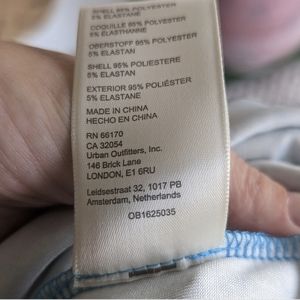 SHELL 95% POLYESTER
5% ELASTANE
COQUILLE 95% POLYESTER
5% ÉLASTHANNE
OBERSTOFF 95% POLYESTER
5% ELASTAN
SHELL 95% POLIESTERE
5% ELASTAN
EXTERIOR 95% POLIÉSTER
5% ELASTANE
MADE IN CHINA
HECHO EN CHINA
RN 66170
CA 32054
Urban Outfitters, Inc.
146 Brick Lane
LONDON, E1 6RU
Leidsestraat 32, 1017 PB
Amsterdam, Netherlands
OB1625035